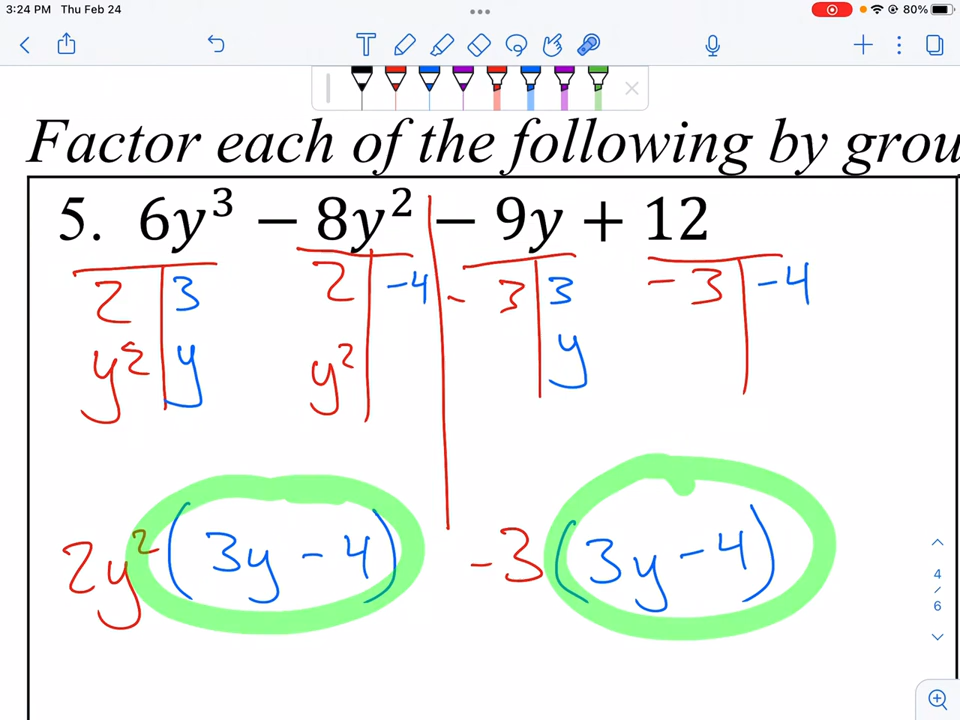 3:24 PM Thu Feb 24
80%
T
Factor each of the following by grou
5. 6y³ − 8y² − 9y + 12
2 | 3 2 | -4 - 3 | 3 - 3 | -4
y² | y y² | y
2y² (3y - 4) - 3 (3y - 4)
4
/
6